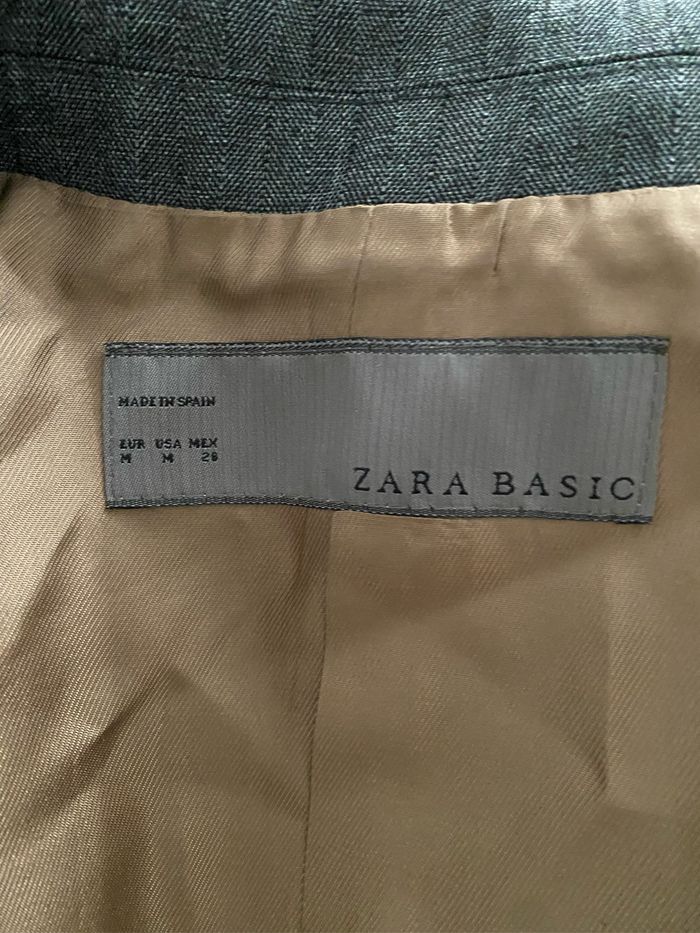 MADE IN SPAIN
EUR USA MEX
M M 28
ZARA BASIC